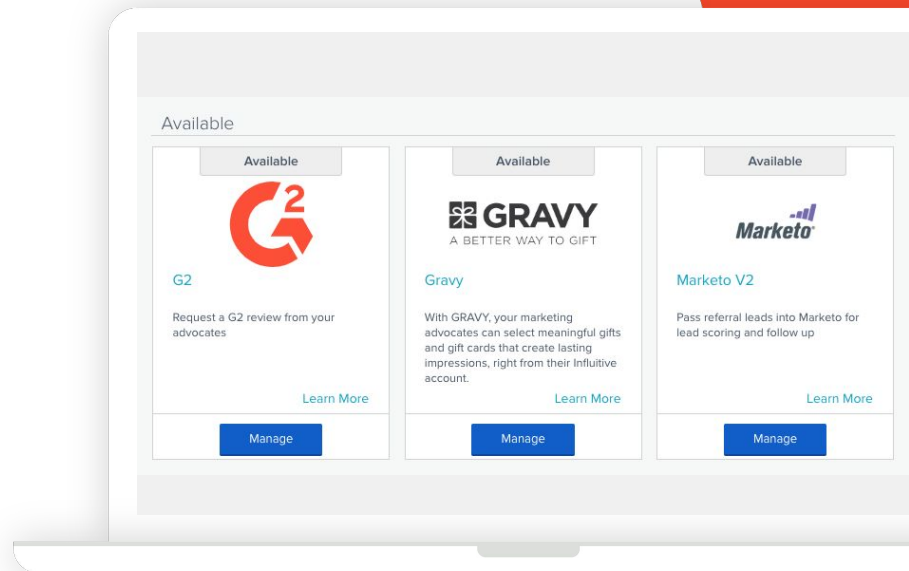 Available
Available
G2
G2
Request a G2 review from your
advocates
Learn More
Manage
Available
GRAVY
A BETTER WAY TO GIFT
Gravy
With GRAVY, your marketing
advocates can select meaningful gifts
and gift cards that create lasting
impressions, right from their Influitive
account.
Learn More
Manage
Available
Marketo
Marketo V2
Pass referral leads into Marketo for
lead scoring and follow up
Learn More
Manage